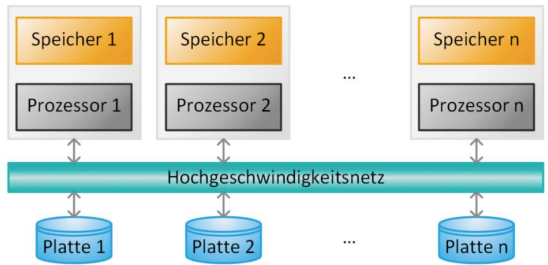 Speicher 1 Speicher 2 Speicher n
...
Prozessor 1 Prozessor 2 Prozessor n
Hochgeschwindigkeitsnetz
Platte 1 Platte 2 ... Platte n